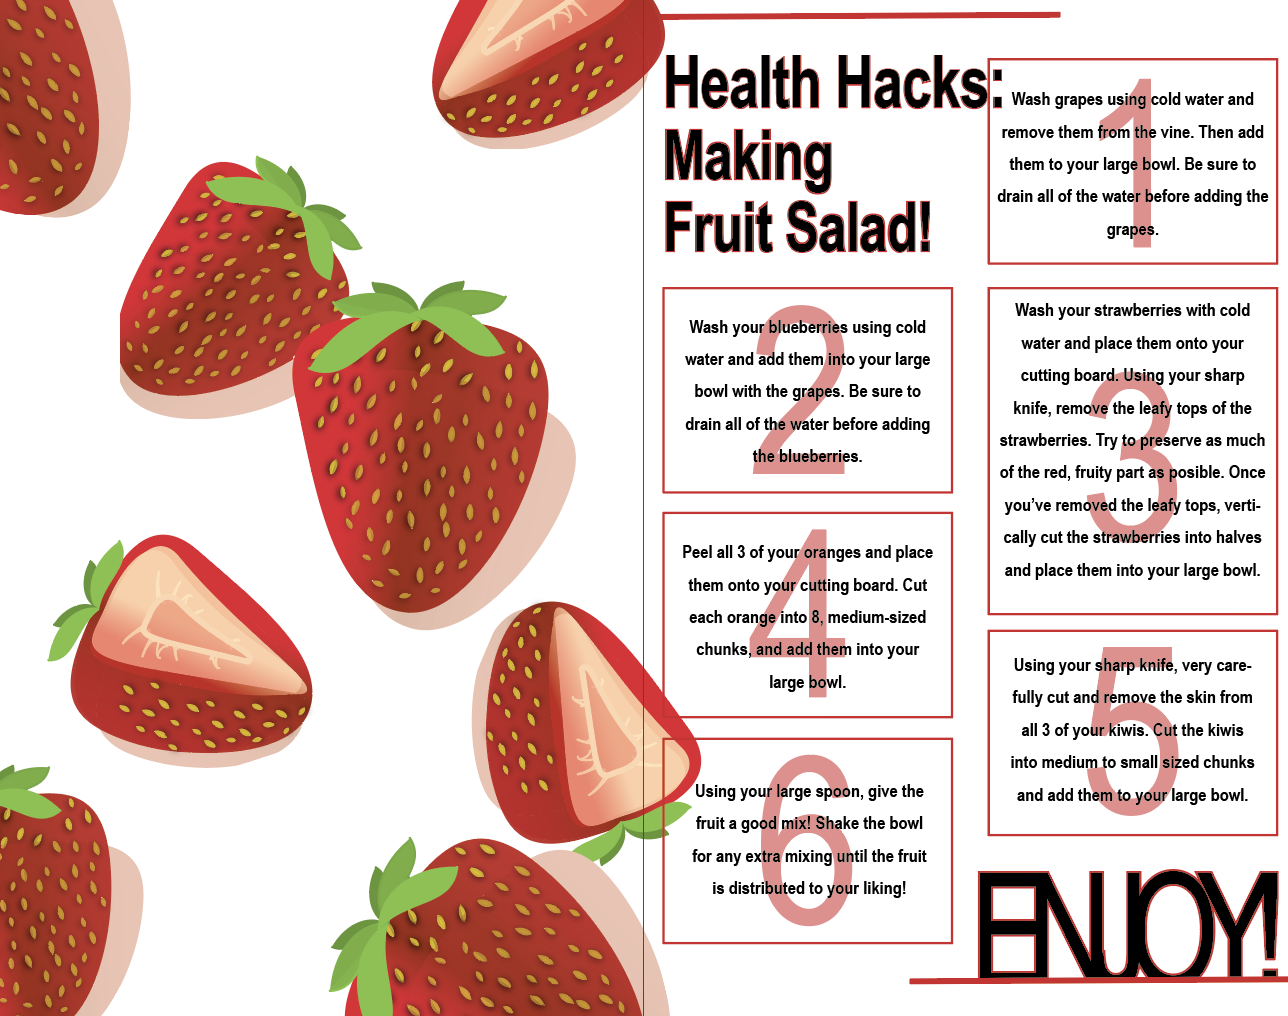 Health Hacks:
Making
Fruit Salad!
1
Wash grapes using cold water and
remove them from the vine. Then add
them to your large bowl. Be sure to
drain all of the water before adding the
grapes.
2
Wash your blueberries using cold
water and add them into your large
bowl with the grapes. Be sure to
drain all of the water before adding
the blueberries.
3
Wash your strawberries with cold
water and place them onto your
cutting board. Using your sharp
knife, remove the leafy tops of the
strawberries. Try to preserve as much
of the red, fruity part as posible. Once
you’ve removed the leafy tops, verti-
cally cut the strawberries into halves
and place them into your large bowl.
4
Peel all 3 of your oranges and place
them onto your cutting board. Cut
each orange into 8, medium-sized
chunks, and add them into your
large bowl.
5
Using your sharp knife, very care-
fully cut and remove the skin from
all 3 of your kiwis. Cut the kiwis
into medium to small sized chunks
and add them to your large bowl.
6
Using your large spoon, give the
fruit a good mix! Shake the bowl
for any extra mixing until the fruit
is distributed to your liking!
ENJOY!